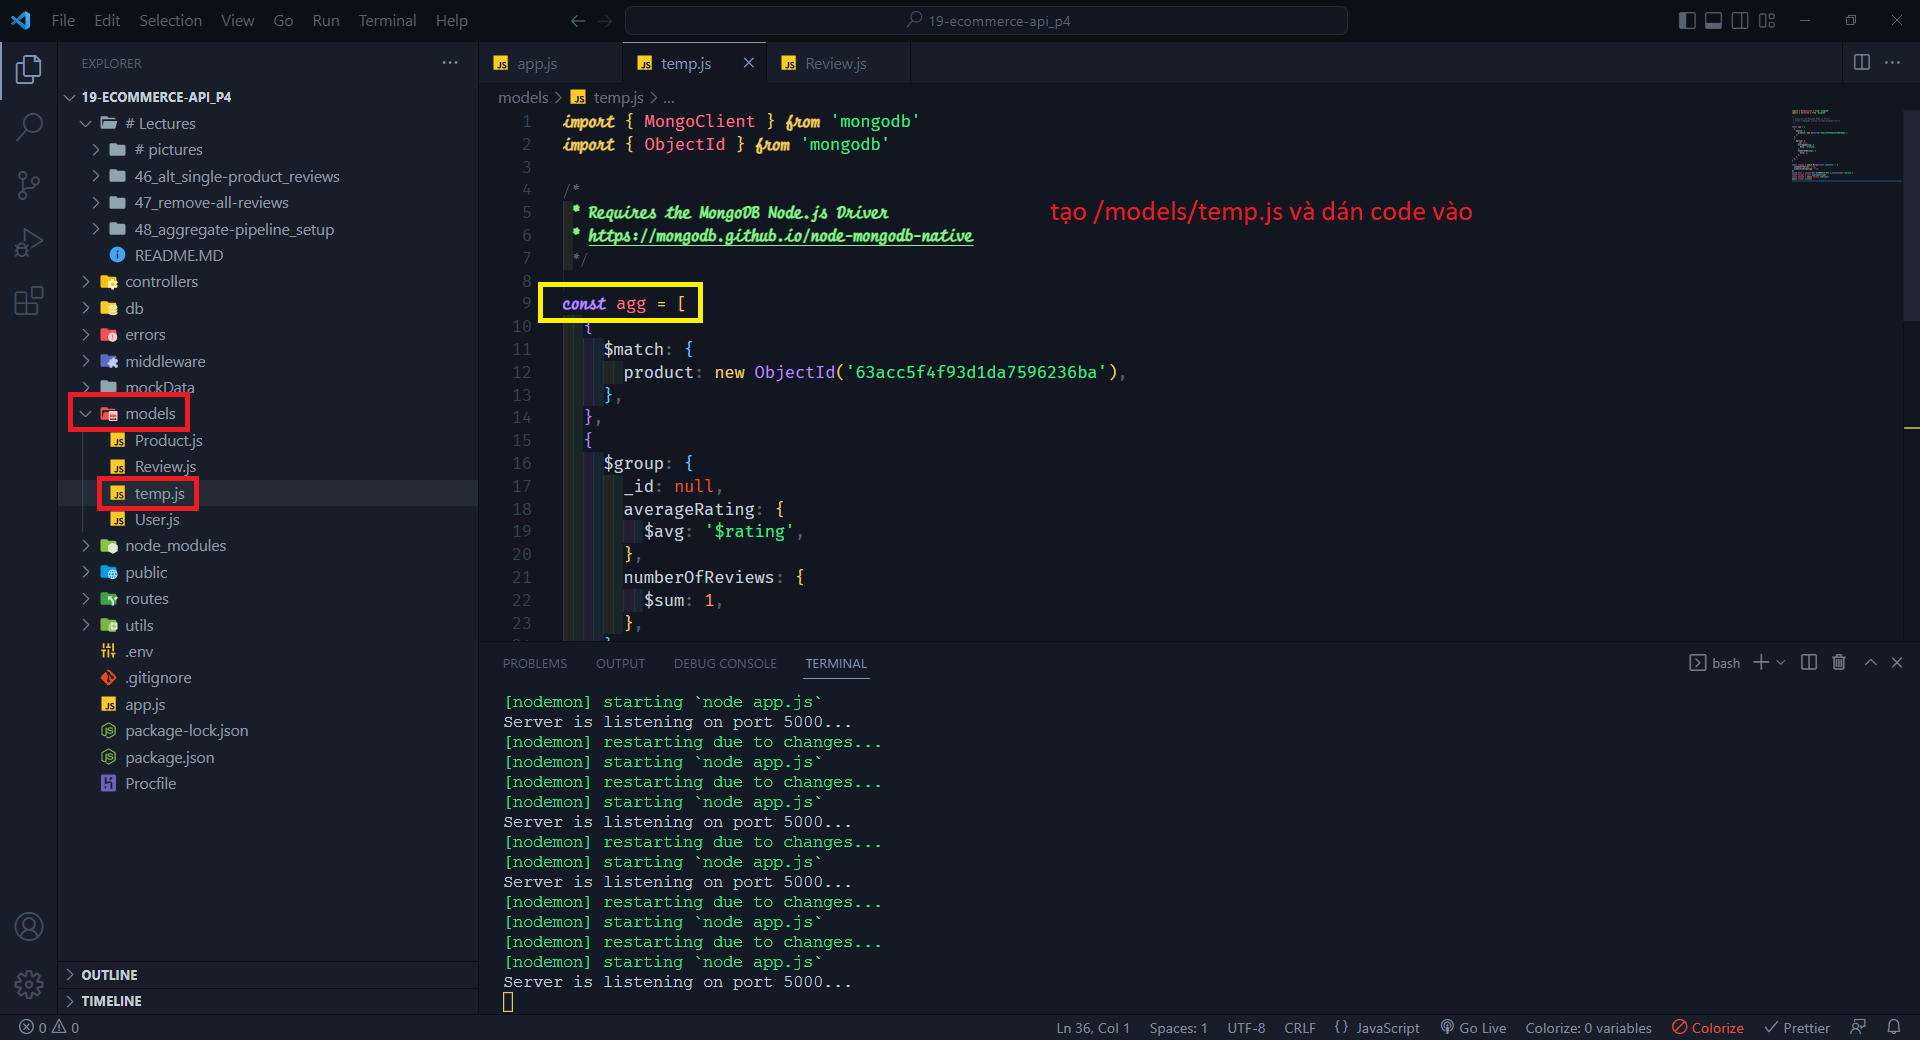 File Edit Selection View Go Run Terminal Help
19-ecommerce-api_p4
EXPLORER
19-ECOMMERCE-API_P4
# Lectures
# pictures
46_alt_single-product_reviews
47_remove-all-reviews
48_aggregate-pipeline_setup
README.MD
controllers
db
errors
middleware
mockData
models
Product.js
Review.js
temp.js
User.js
node_modules
public
routes
utils
.env
.gitignore
app.js
package-lock.json
package.json
Procfile
OUTLINE
TIMELINE
app.js temp.js Review.js
models > temp.js > ...
1 import { MongoClient } from 'mongodb'
2 import { ObjectId } from 'mongodb'
3
4 /*
5 * Requires the MongoDB Node.js Driver
6 * https://mongodb.github.io/node-mongodb-native
7 */
8
9 const agg = [
10 {
11 $match: {
12 product: new ObjectId('63acc5f4f93d1da7596236ba'),
13 },
14 },
15 {
16 $group: {
17 _id: null,
18 averageRating: {
19 $avg: '$rating',
20 },
21 numberOfReviews: {
22 $sum: 1,
23 },
tạo /models/temp.js và dán code vào
PROBLEMS OUTPUT DEBUG CONSOLE TERMINAL
bash
[nodemon] starting `node app.js`
Server is listening on port 5000...
[nodemon] restarting due to changes...
[nodemon] starting `node app.js`
[nodemon] restarting due to changes...
[nodemon] starting `node app.js`
Server is listening on port 5000...
[nodemon] restarting due to changes...
[nodemon] starting `node app.js`
Server is listening on port 5000...
[nodemon] restarting due to changes...
[nodemon] starting `node app.js`
[nodemon] restarting due to changes...
[nodemon] starting `node app.js`
Server is listening on port 5000...
0 0
Ln 36, Col 1 Spaces: 1 UTF-8 CRLF {} JavaScript Go Live Colorize: 0 variables Colorize Prettier